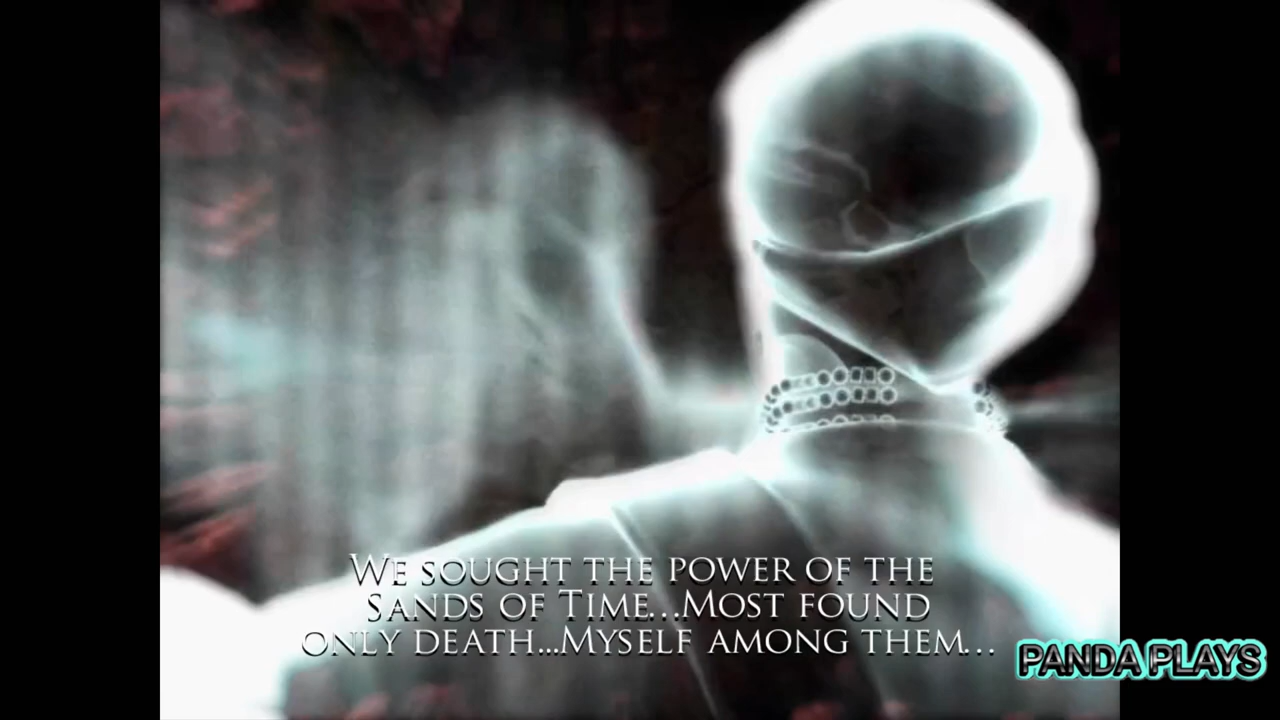 We sought the power of the
Sands of Time...Most found
only death...Myself among them...
PANDA PLAYS